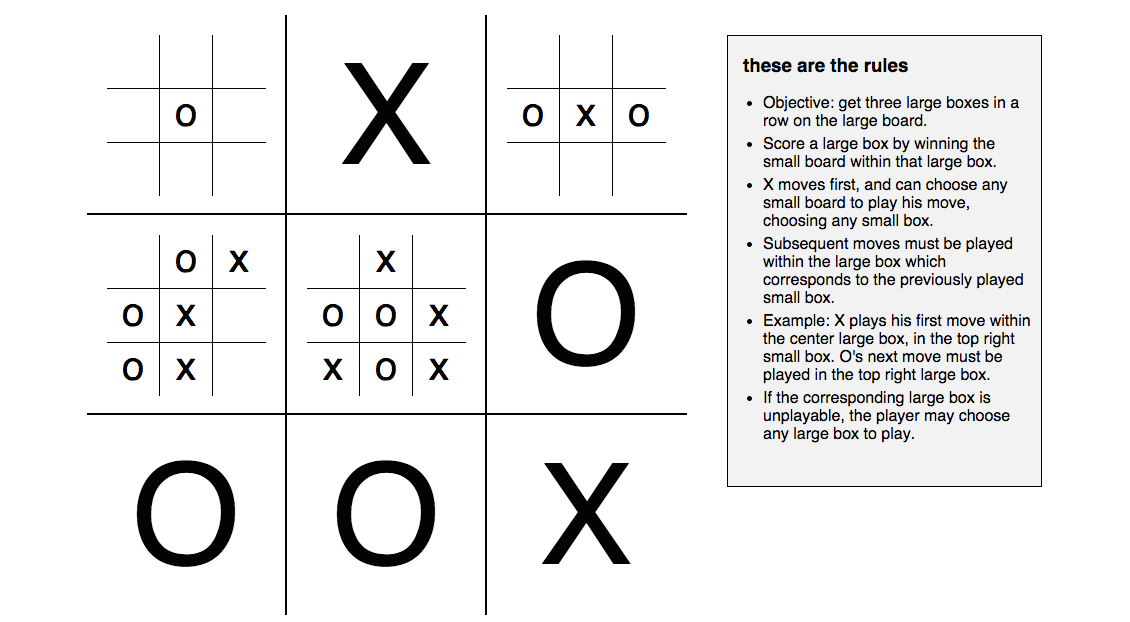 X
O
O X O
O X
O X
O X
X
O O X
X O X
O
O
O
X
these are the rules
• Objective: get three large boxes in a
row on the large board.
• Score a large box by winning the
small board within that large box.
• X moves first, and can choose any
small board to play his move,
choosing any small box.
• Subsequent moves must be played
within the large box which
corresponds to the previously played
small box.
• Example: X plays his first move within
the center large box, in the top right
small box. O's next move must be
played in the top right large box.
• If the corresponding large box is
unplayable, the player may choose
any large box to play.